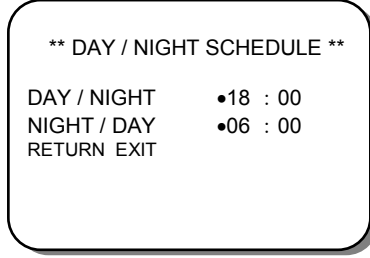 ** DAY / NIGHT SCHEDULE **
DAY / NIGHT •18 : 00
NIGHT / DAY •06 : 00
RETURN EXIT